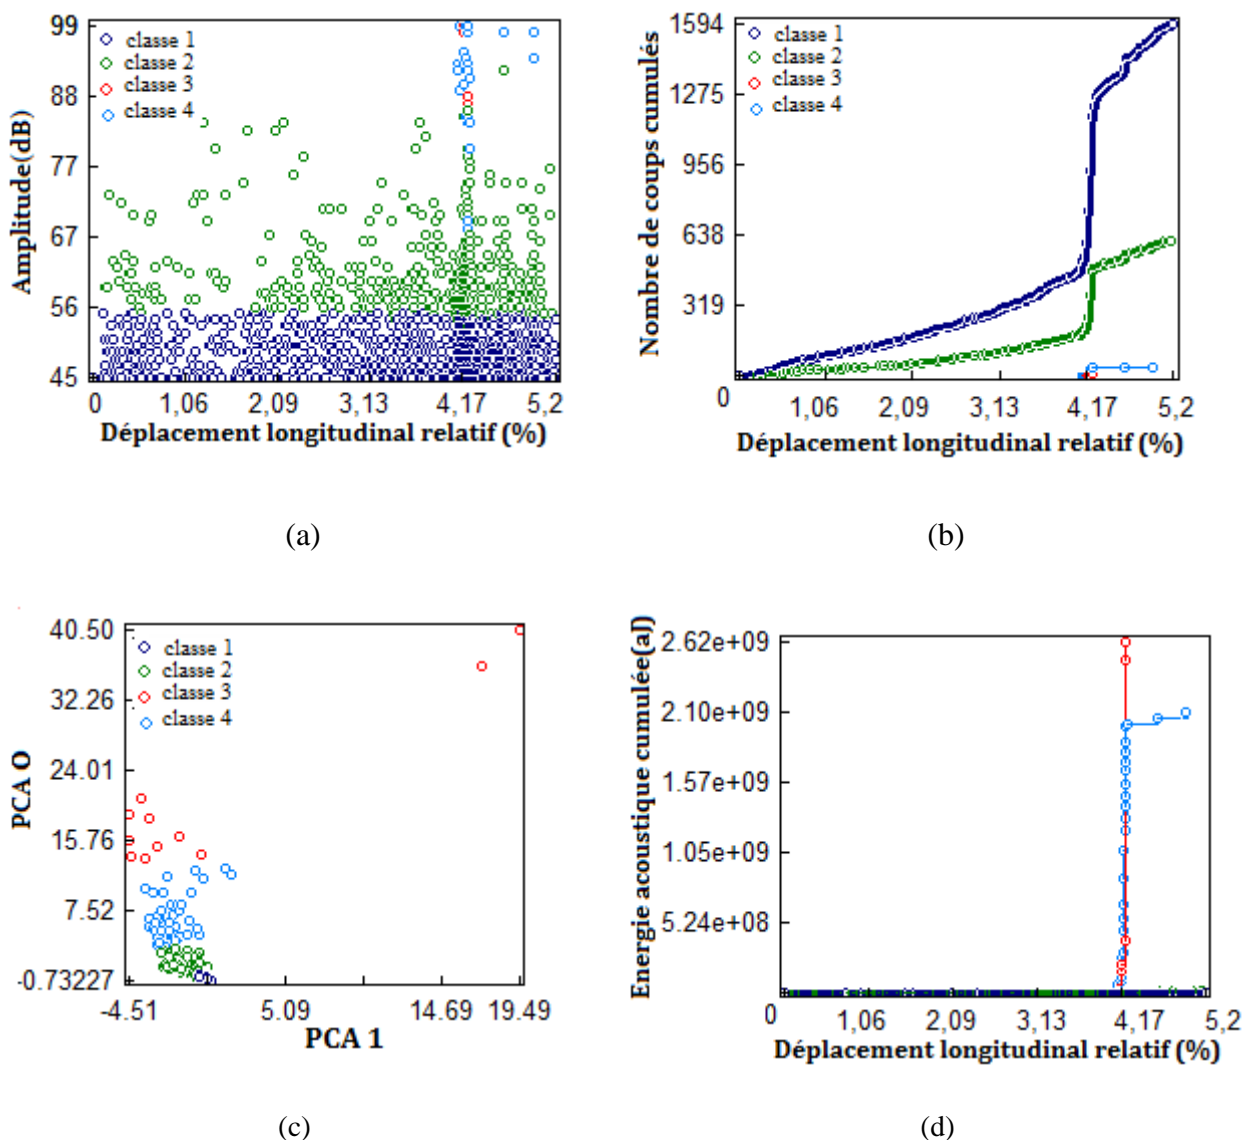 99
88
77
67
56
45
Amplitude(dB)
classe 1
classe 2
classe 3
classe 4
0 1,06 2,09 3,13 4,17 5,2
Déplacement longitudinal relatif (%)
(a)
1594
1275
956
638
319
Nombre de coups cumulés
classe 1
classe 2
classe 3
classe 4
0 1,06 2,09 3,13 4,17 5,2
Déplacement longitudinal relatif (%)
(b)
40.50
32.26
24.01
15.76
7.52
-0.73227
PCA O
classe 1
classe 2
classe 3
classe 4
-4.51 5.09 14.69 19.49
PCA 1
(c)
2.62e+09
2.10e+09
1.57e+09
1.05e+09
5.24e+08
Energie acoustique cumulée(aJ)
0 1,06 2,09 3,13 4,17 5,2
Déplacement longitudinal relatif (%)
(d)